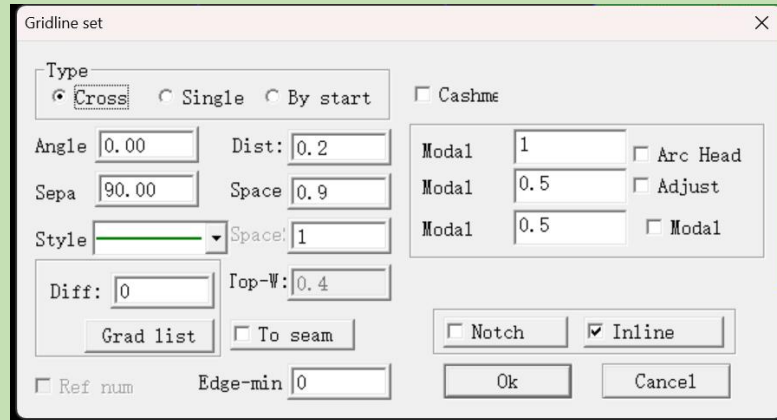 Gridline set
Type
Cross Single By start
Cashme
Angle 0.00 Dist: 0.2
Sepa 90.00 Space 0.9
Style Space: 1
Diff: 0 Top-W: 0.4
Grad list To seam
Ref num Edge-min 0
Modal 1 Arc Head
Modal 0.5 Adjust
Modal 0.5 Modal
Notch Inline
Ok Cancel